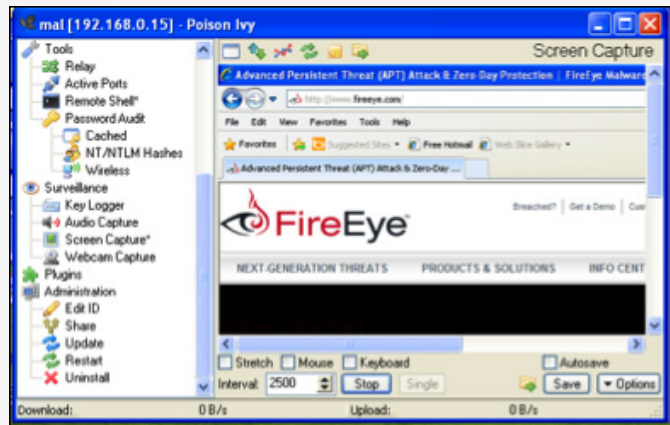 mal [192.168.0.15] - Poison Ivy
Tools
Relay
Active Ports
Remote Shell*
Password Audit
Cached
NT/NTLM Hashes
Wireless
Surveillance
Key Logger
Audio Capture
Screen Capture*
Webcam Capture
Plugins
Administration
Edit ID
Share
Update
Restart
Uninstall
Screen Capture
Advanced Persistent Threat (APT) Attack & Zero-Day Protection | FireEye Malware
http://www.fireeye.com/
File Edit View Favorites Tools Help
Favorites Suggested Sites Free Hotmail Web Slice Gallery
Advanced Persistent Threat (APT) Attack & Zero-Day ...
Breached? Get a Demo Cus
FireEye
NEXT-GENERATION THREATS PRODUCTS & SOLUTIONS INFO CENT
Stretch Mouse Keyboard Autosave
Interval: 2500 Stop Single Save Options
Download: 0 B/s Upload: 0 B/s